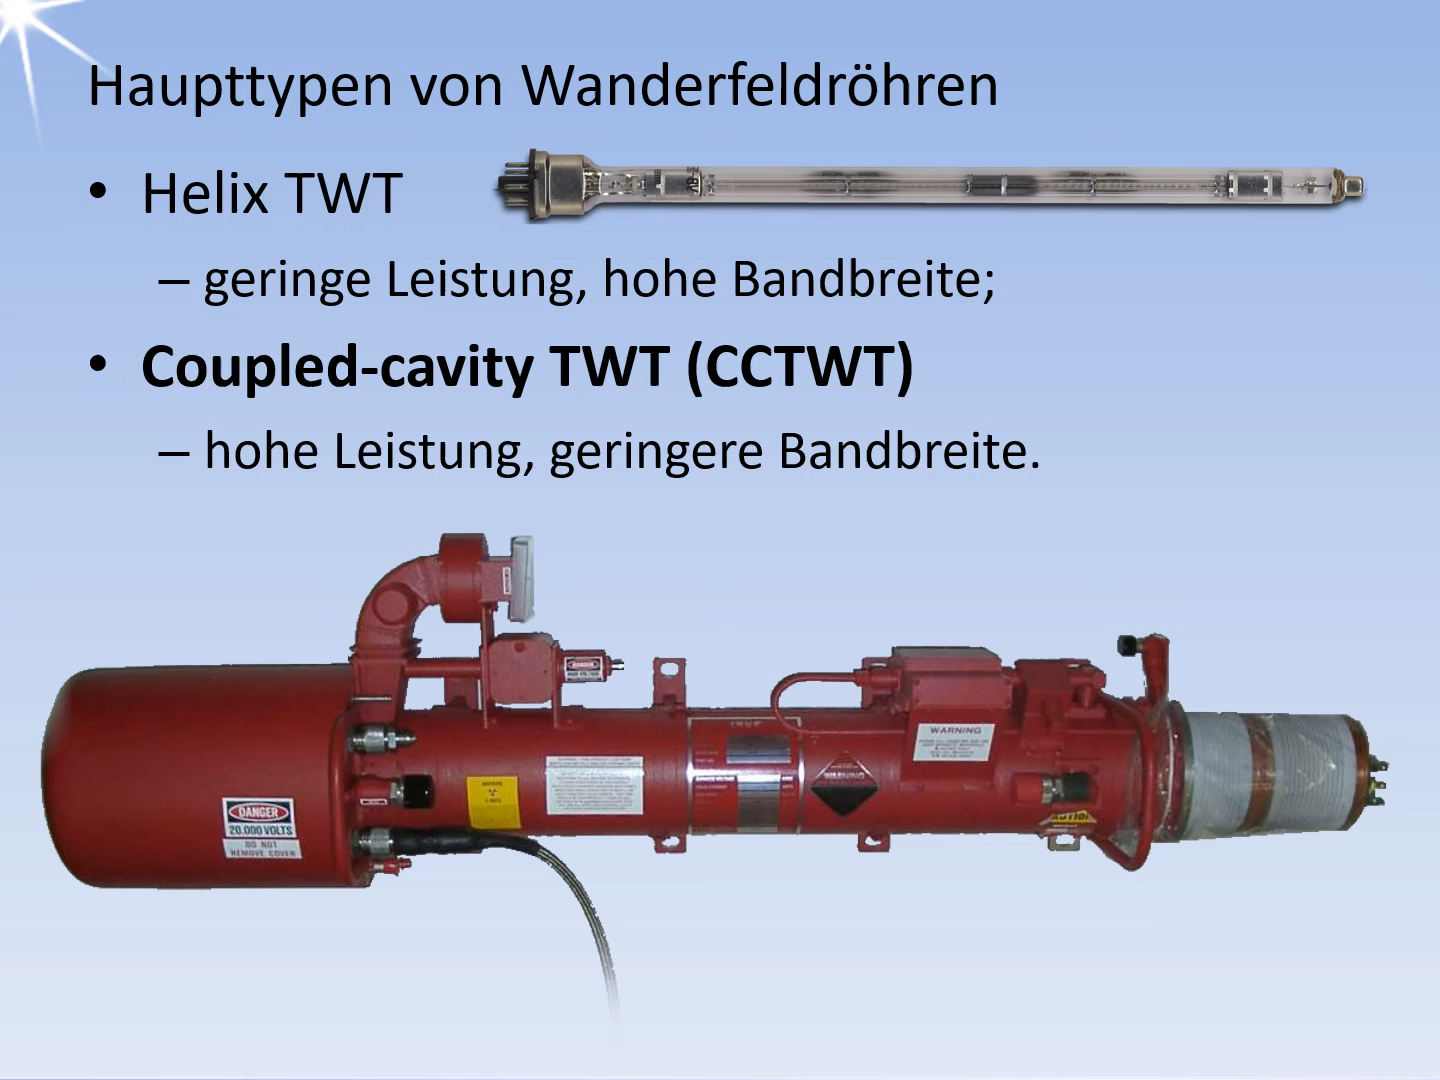 Haupttypen von Wanderfeldröhren
• Helix TWT
– geringe Leistung, hohe Bandbreite;
• Coupled-cavity TWT (CCTWT)
– hohe Leistung, geringere Bandbreite.
WARNING
WARNING
DANGER
20.000 VOLTS
DO NOT
REMOVE COVER